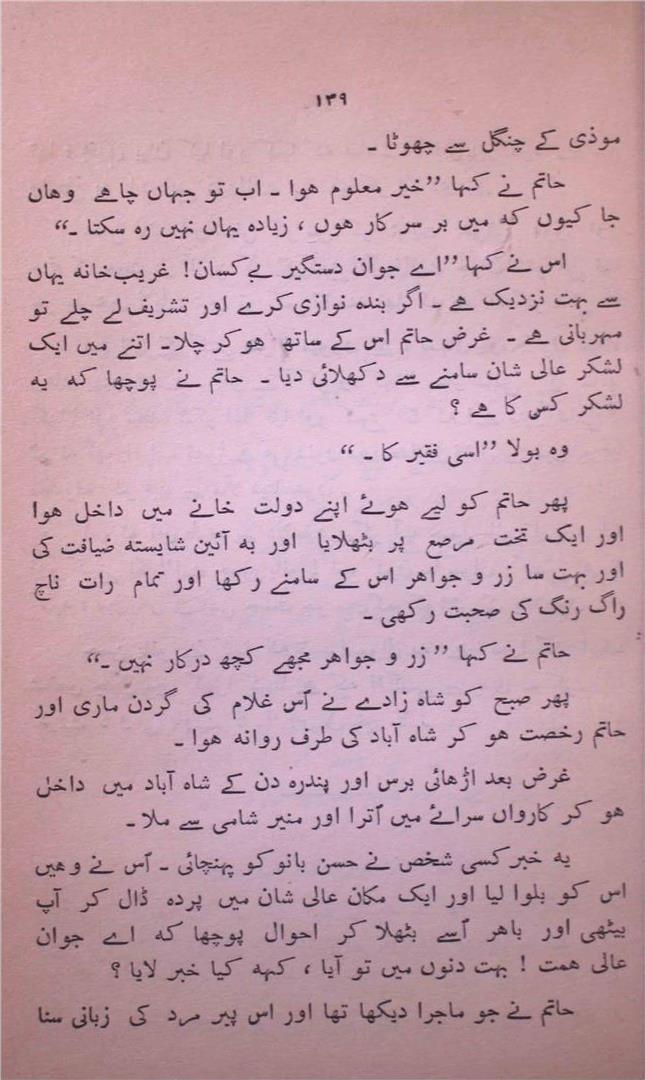 ۱۳۹
موذی کے چنگل سے چھوٹا ۔
حاتم نے کہا ”خیر معلوم ہوا ۔ اب تو جہاں چاہے وہاں
جا کیوں کہ میں بر سر کار ہوں ، زیادہ یہاں نہیں رہ سکتا ۔“
اس نے کہا ”اے جوان دستگیر بےکسان! غریب خانہ یہاں
سے بہت نزدیک ہے ۔ اگر بندہ نوازی کرے اور تشریف لے چلے تو
مہربانی ہے ۔ غرض حاتم اس کے ساتھ ہو کر چلا۔ اتنے میں ایک
لشکر عالی شان سامنے سے دکھلائی دیا ۔ حاتم نے پوچھا کہ یہ
لشکر کس کا ہے ؟
وہ بولا ”اسی فقیر کا ۔“
پھر حاتم کو لیے ہوئے اپنے دولت خانے میں داخل ہوا
اور ایک تخت مرصع پر بٹھلایا اور بہ آئین شایستہ ضیافت کی
اور بہت سا زر و جواہر اس کے سامنے رکھا اور تمام رات ناچ
راگ رنگ کی صحبت رکھی ۔
حاتم نے کہا ”زر و جواہر مجھے کچھ درکار نہیں ۔“
پھر صبح کو شاہ زادے نے اُس غلام کی گردن ماری اور
حاتم رخصت ہو کر شاہ آباد کی طرف روانہ ہوا ۔
غرض بعد اڑھائی برس اور پندرہ دن کے شاہ آباد میں داخل
ہو کر کارواں سرائے میں اُترا اور منیر شامی سے ملا ۔
یہ خبر کسی شخص نے حسن بانو کو پہنچائی ۔ اُس نے وہیں
اس کو بلوا لیا اور ایک مکان عالی شان میں پردہ ڈال کر آپ
بیٹھی اور باہر اُسے بٹھلا کر احوال پوچھا کہ اے جوان
عالی ہمت ! بہت دنوں میں تو آیا ، کہہ کیا خبر لایا ؟
حاتم نے جو ماجرا دیکھا تھا اور اس پیر مرد کی زبانی سنا